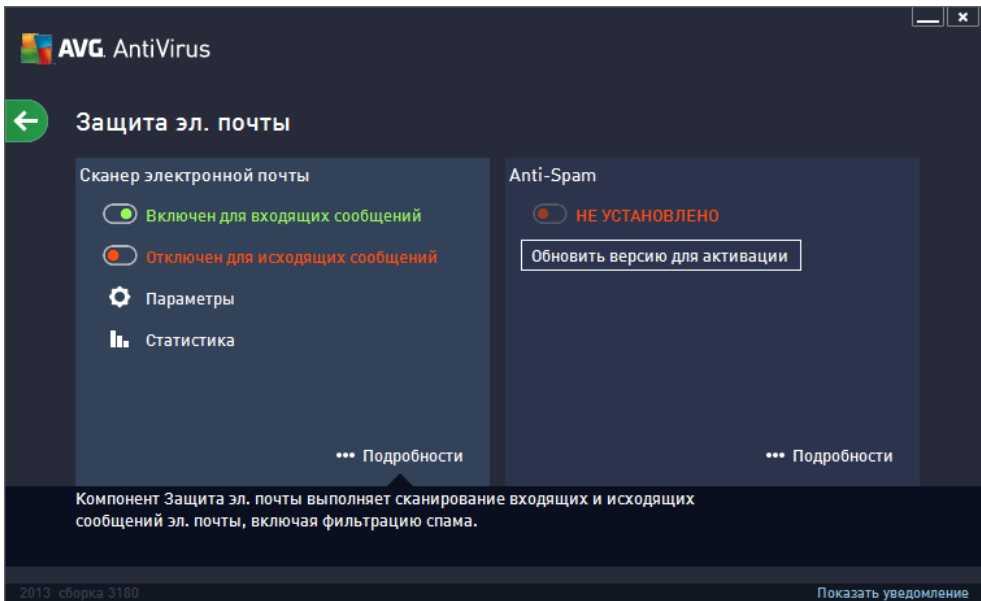 AVG. AntiVirus
Защита эл. почты
Сканер электронной почты
Включен для входящих сообщений
Отключен для исходящих сообщений
Параметры
Статистика
••• Подробности
Anti-Spam
НЕ УСТАНОВЛЕНО
Обновить версию для активации
••• Подробности
Компонент Защита эл. почты выполняет сканирование входящих и исходящих
сообщений эл. почты, включая фильтрацию спама.
2013 сборка 3180
Показать уведомление